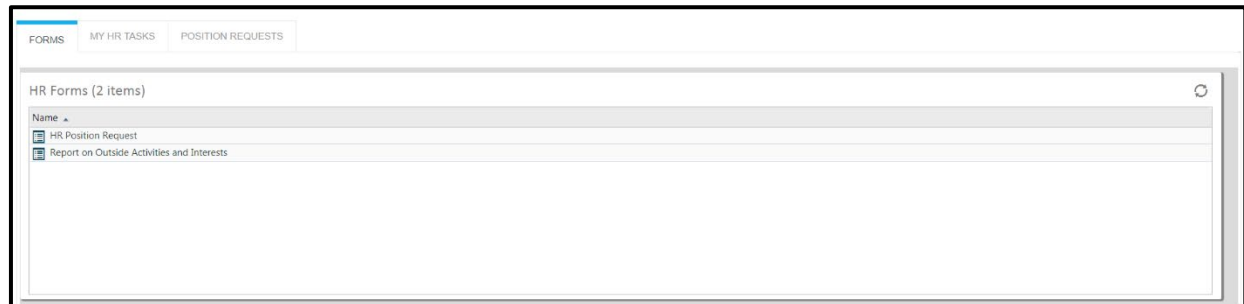 FORMS MY HR TASKS POSITION REQUESTS
HR Forms (2 items)
Name
HR Position Request
Report on Outside Activities and Interests